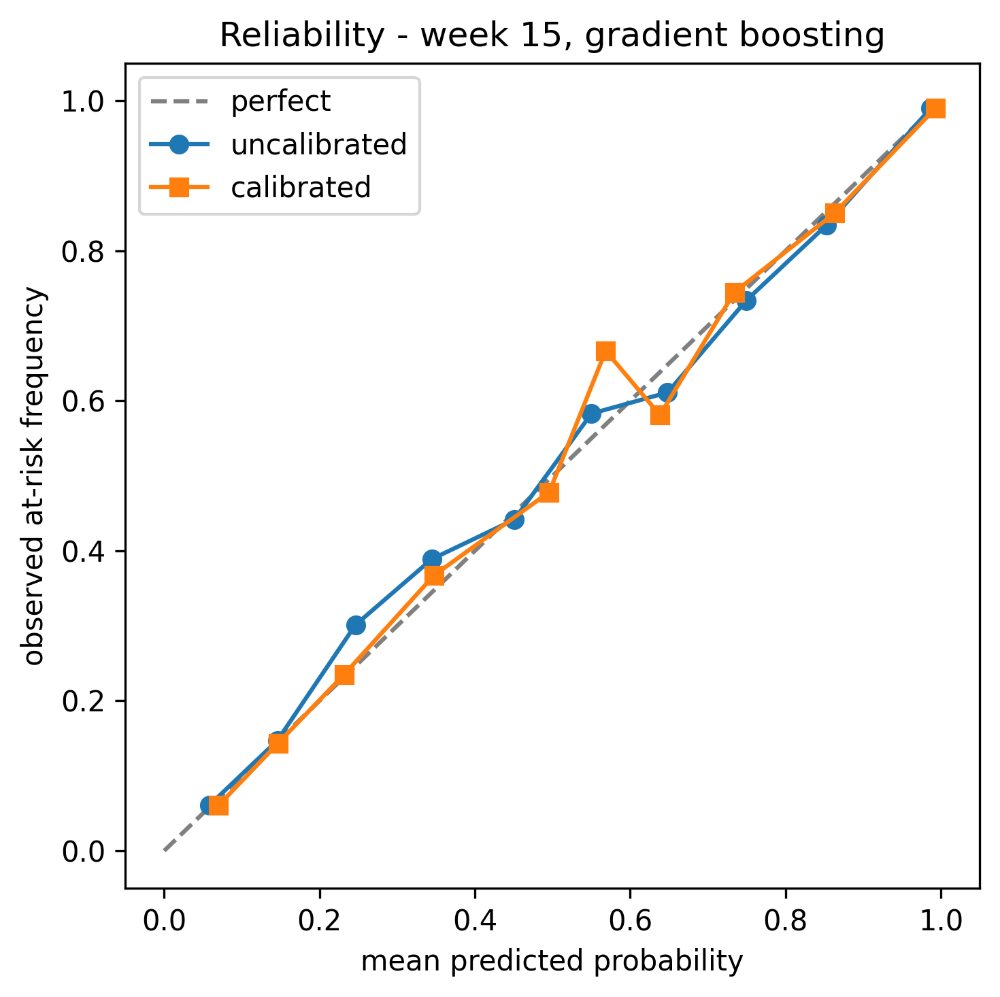 Reliability - week 15, gradient boosting
perfect
uncalibrated
calibrated
1.0
0.8
0.6
0.4
0.2
0.0
observed at-risk frequency
0.0 0.2 0.4 0.6 0.8 1.0
mean predicted probability